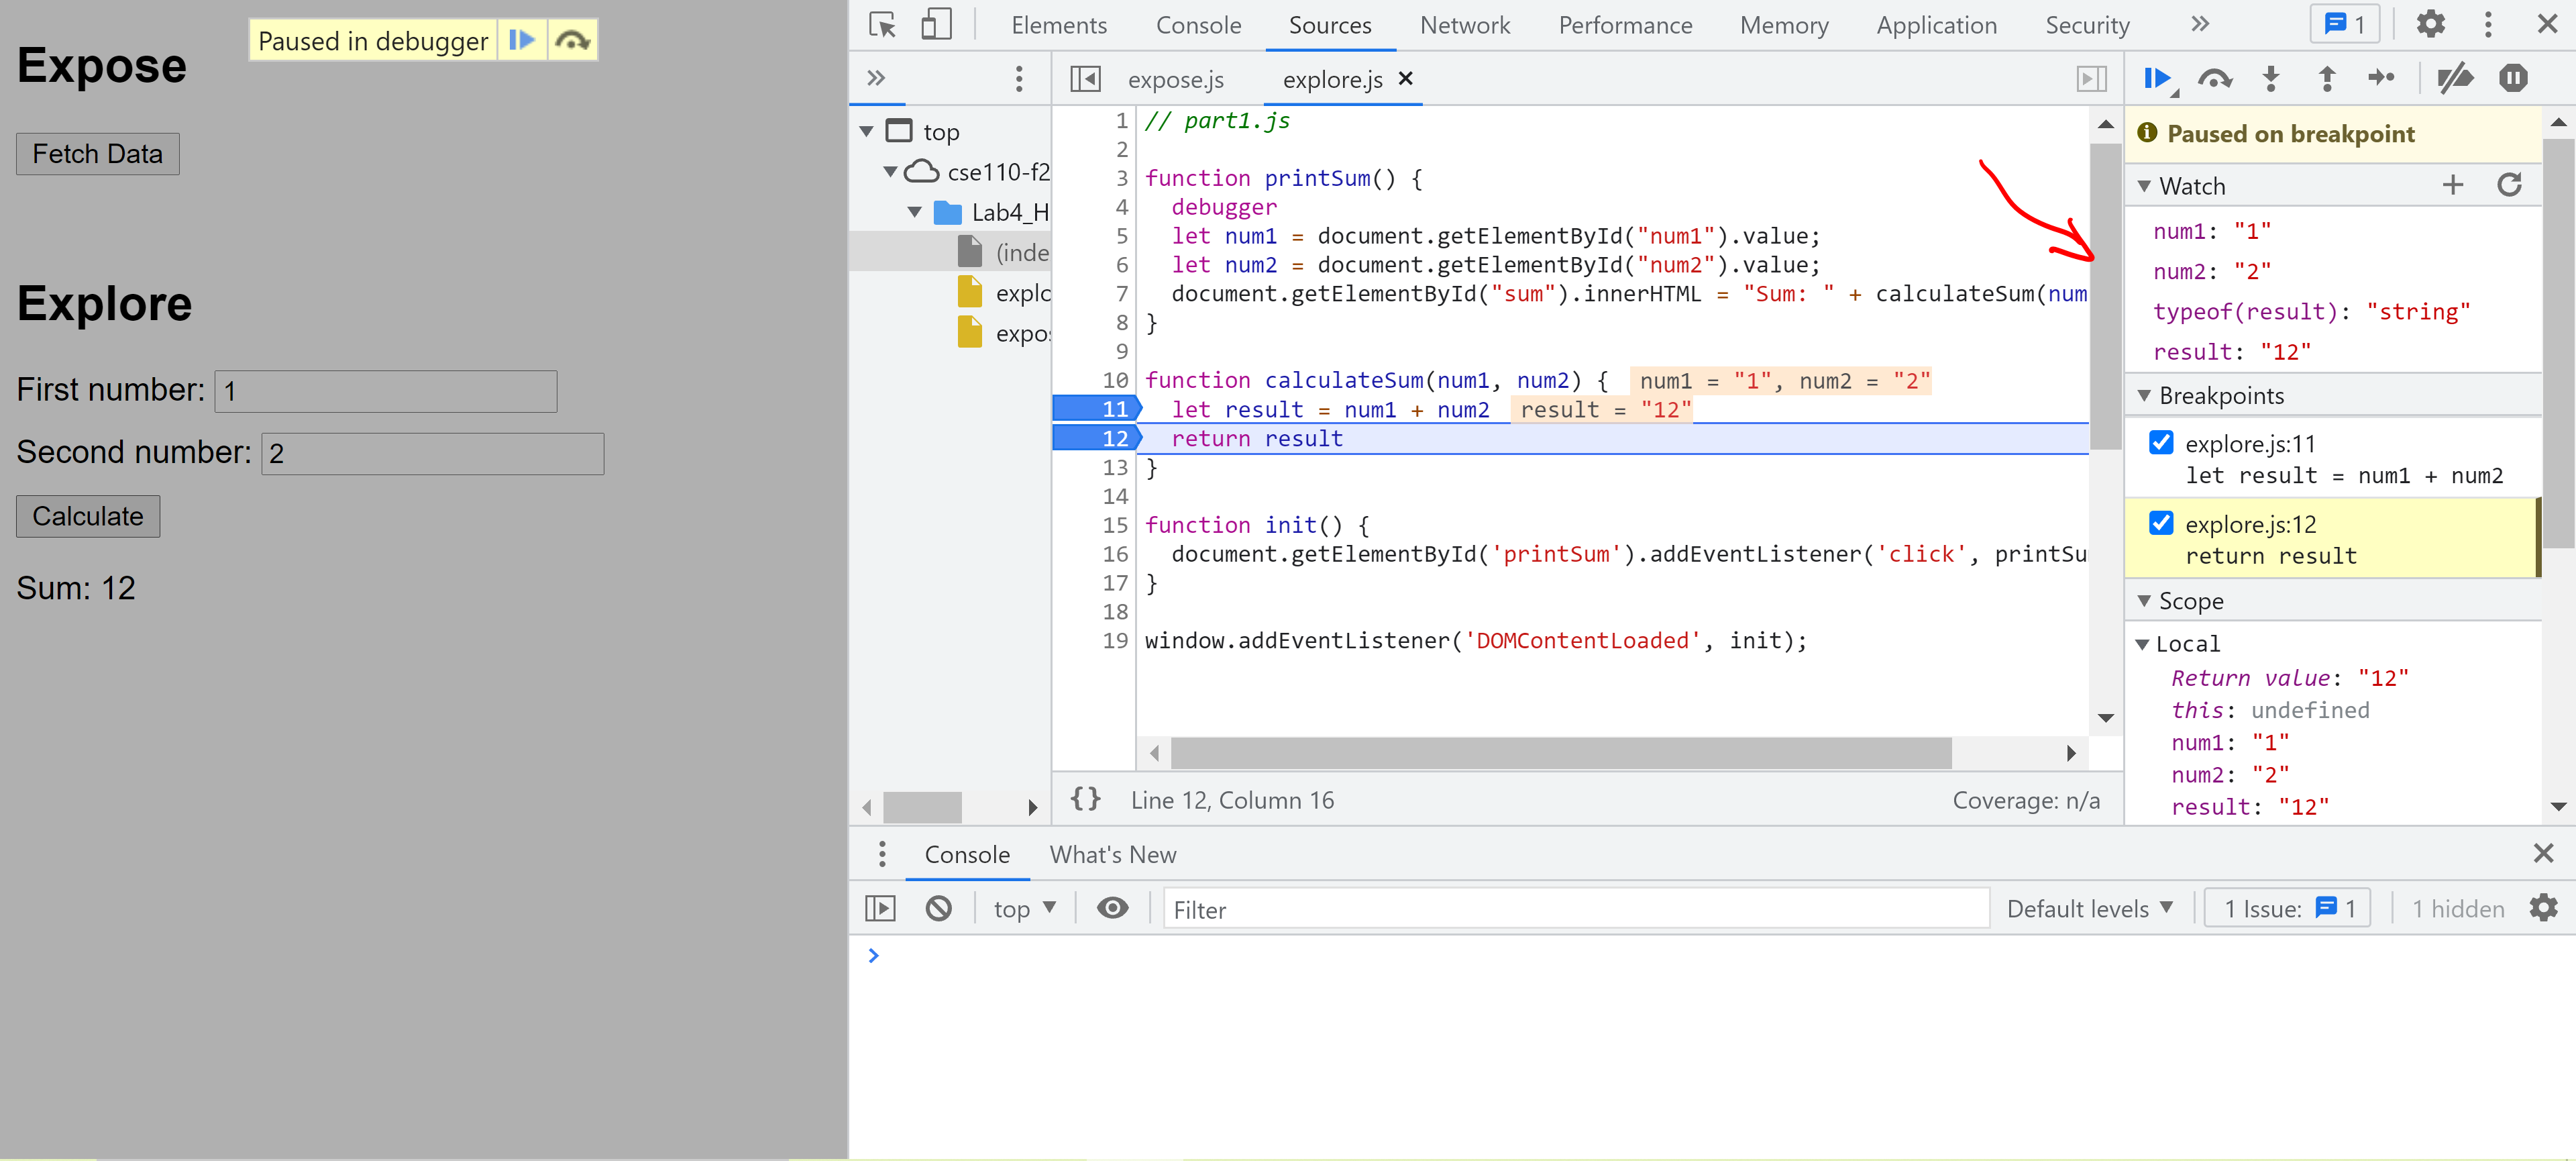 Expose
Paused in debugger
Fetch Data
Explore
First number: 1
Second number: 2
Calculate
Sum: 12
Elements Console Sources Network Performance Memory Application Security » 1
» expose.js explore.js ×
top
cse110-f2
Lab4_H
(inde
explo
expo
1 // part1.js
2
3 function printSum() {
4 debugger
5 let num1 = document.getElementById("num1").value;
6 let num2 = document.getElementById("num2").value;
7 document.getElementById("sum").innerHTML = "Sum: " + calculateSum(num
8 }
9
10 function calculateSum(num1, num2) { num1 = "1", num2 = "2"
11 let result = num1 + num2 result = "12"
12 return result
13 }
14
15 function init() {
16 document.getElementById('printSum').addEventListener('click', printSu
17 }
18
19 window.addEventListener('DOMContentLoaded', init);
{} Line 12, Column 16 Coverage: n/a
Paused on breakpoint
Watch
num1: "1"
num2: "2"
typeof(result): "string"
result: "12"
Breakpoints
explore.js:11
let result = num1 + num2
explore.js:12
return result
Scope
Local
Return value: "12"
this: undefined
num1: "1"
num2: "2"
result: "12"
Console What's New
top Filter Default levels 1 Issue: 1 1 hidden
>